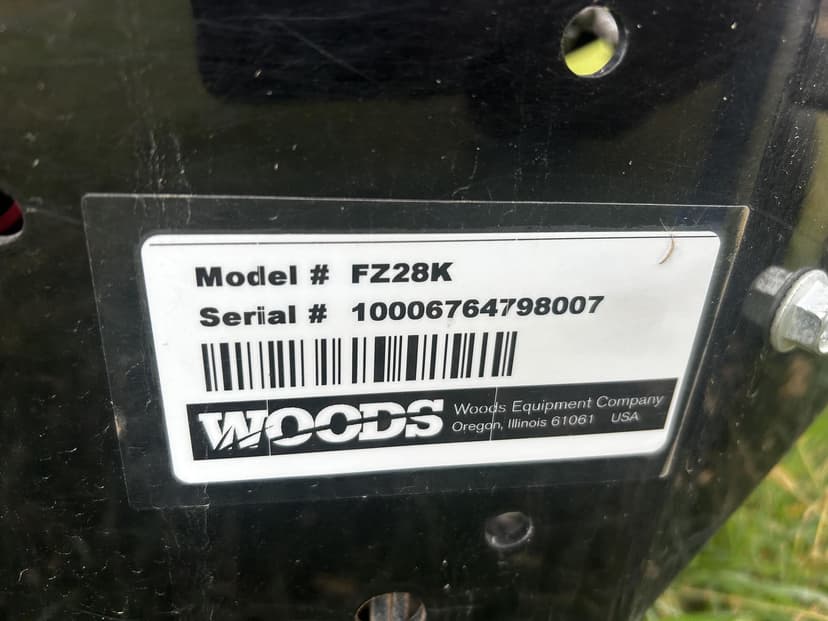 Model # FZ28K
Serial # 10006764798007
WOODS
Woods Equipment Company
Oregon, Illinois 61061 USA